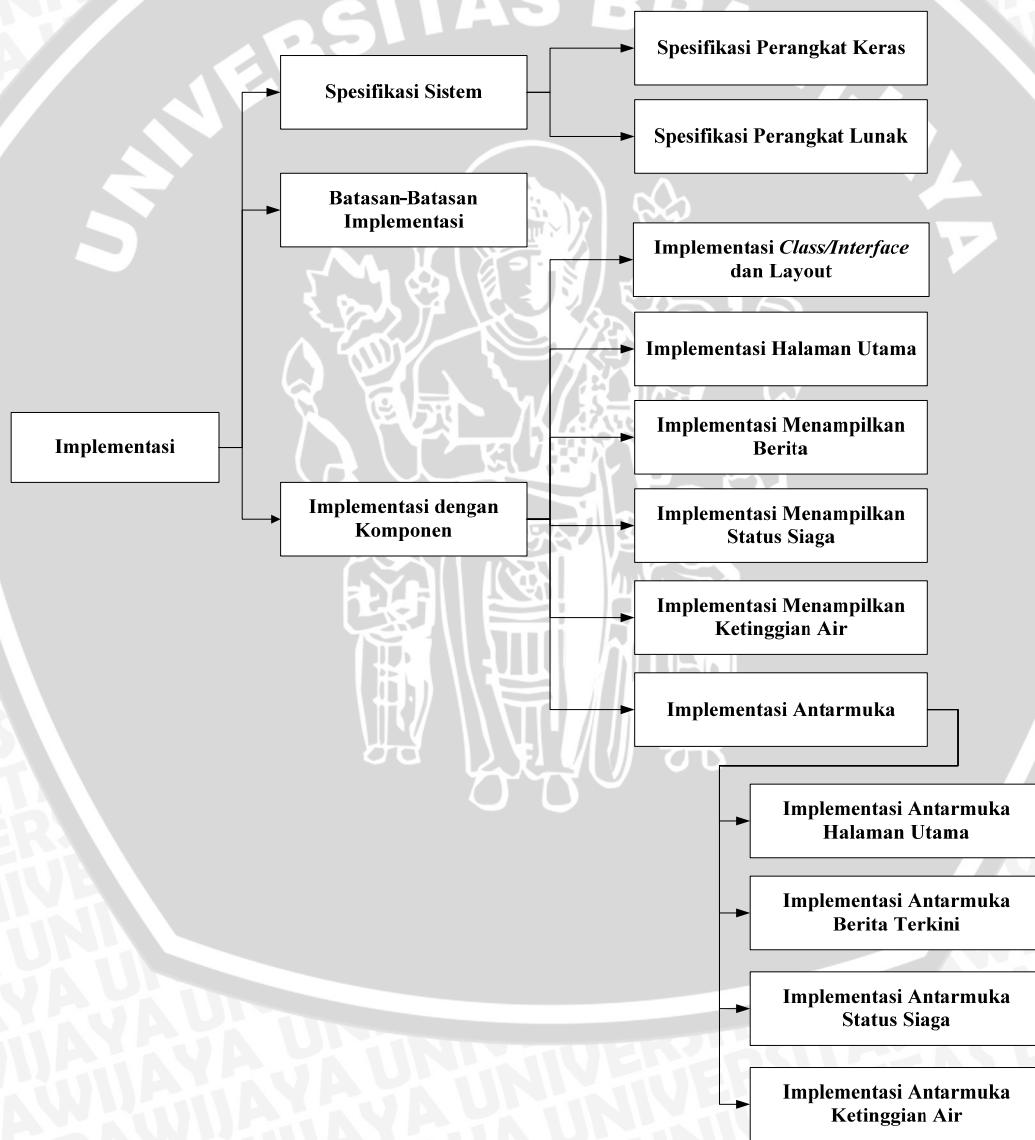 UNIVERSITAS BRAWIJAYA
Spesifikasi Perangkat Keras
Spesifikasi Sistem
Spesifikasi Perangkat Lunak
Batasan-Batasan
Implementasi
Implementasi Class/Interface
dan Layout
Implementasi Halaman Utama
Implementasi Menampilkan
Berita
Implementasi
Implementasi dengan
Komponen
Implementasi Menampilkan
Status Siaga
Implementasi Menampilkan
Ketinggian Air
Implementasi Antarmuka
Implementasi Antarmuka
Halaman Utama
Implementasi Antarmuka
Berita Terkini
Implementasi Antarmuka
Status Siaga
Implementasi Antarmuka
Ketinggian Air